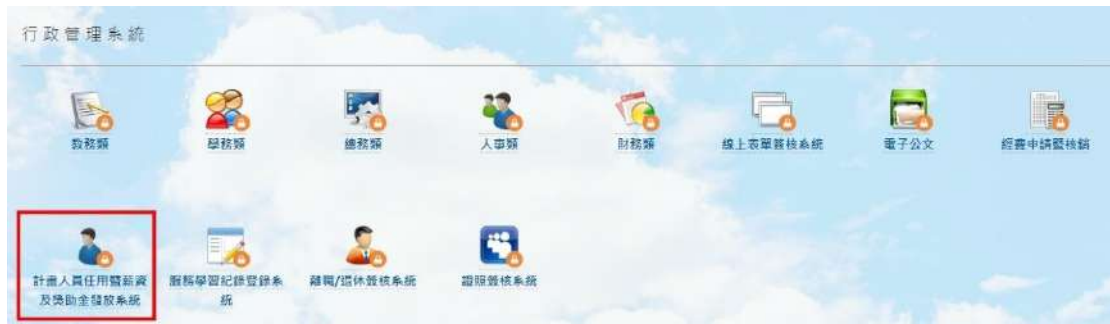 行政管理系統
教務類
學務類
總務類
人事類
財務類
線上表單簽核系統
電子公文
經費申請暨核銷
計畫人員任用暨薪資
及獎助金發放系統
服務學習紀錄登錄系
統
離職/退休簽核系統
證照簽核系統